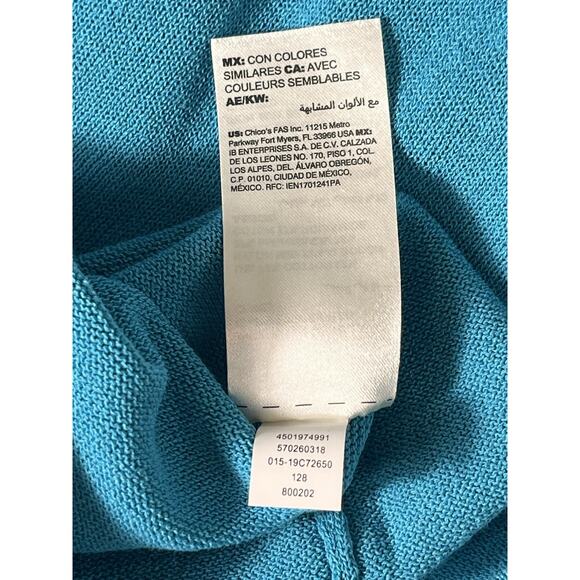 MX: CON COLORES
SIMILARES CA: AVEC
COULEURS SEMBLABLES
AE/KW:
مع الألوان المشابهة
US: Chico's FAS Inc. 11215 Metro
Parkway Fort Myers, FL 33966 USA MX:
IB ENTERPRISES S.A. DE C.V. CALZADA
DE LOS LEONES NO. 170, PISO 1, COL.
LOS ALPES, DEL. ÁLVARO OBREGÓN,
C.P. 01010, CIUDAD DE MÉXICO,
MÉXICO. RFC: IEN1701241PA
4501974991
570260318
015-19C72650
128
800202